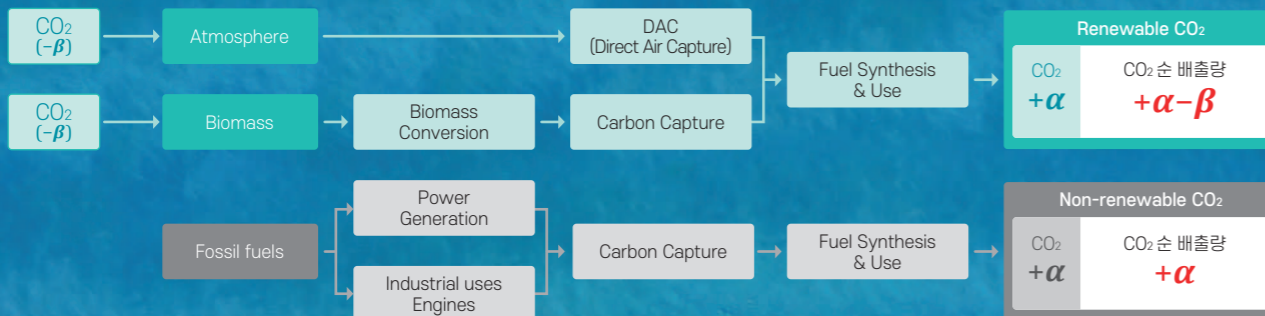 CO₂
(-β)
Atmosphere
DAC
(Direct Air Capture)
CO₂
(-β)
Biomass
Biomass
Conversion
Carbon Capture
Fuel Synthesis
& Use
Renewable CO₂
CO₂
+α
CO₂ 순 배출량
+α-β
Fossil fuels
Power
Generation
Industrial uses
Engines
Carbon Capture
Fuel Synthesis
& Use
Non-renewable CO₂
CO₂
+α
CO₂ 순 배출량
+α